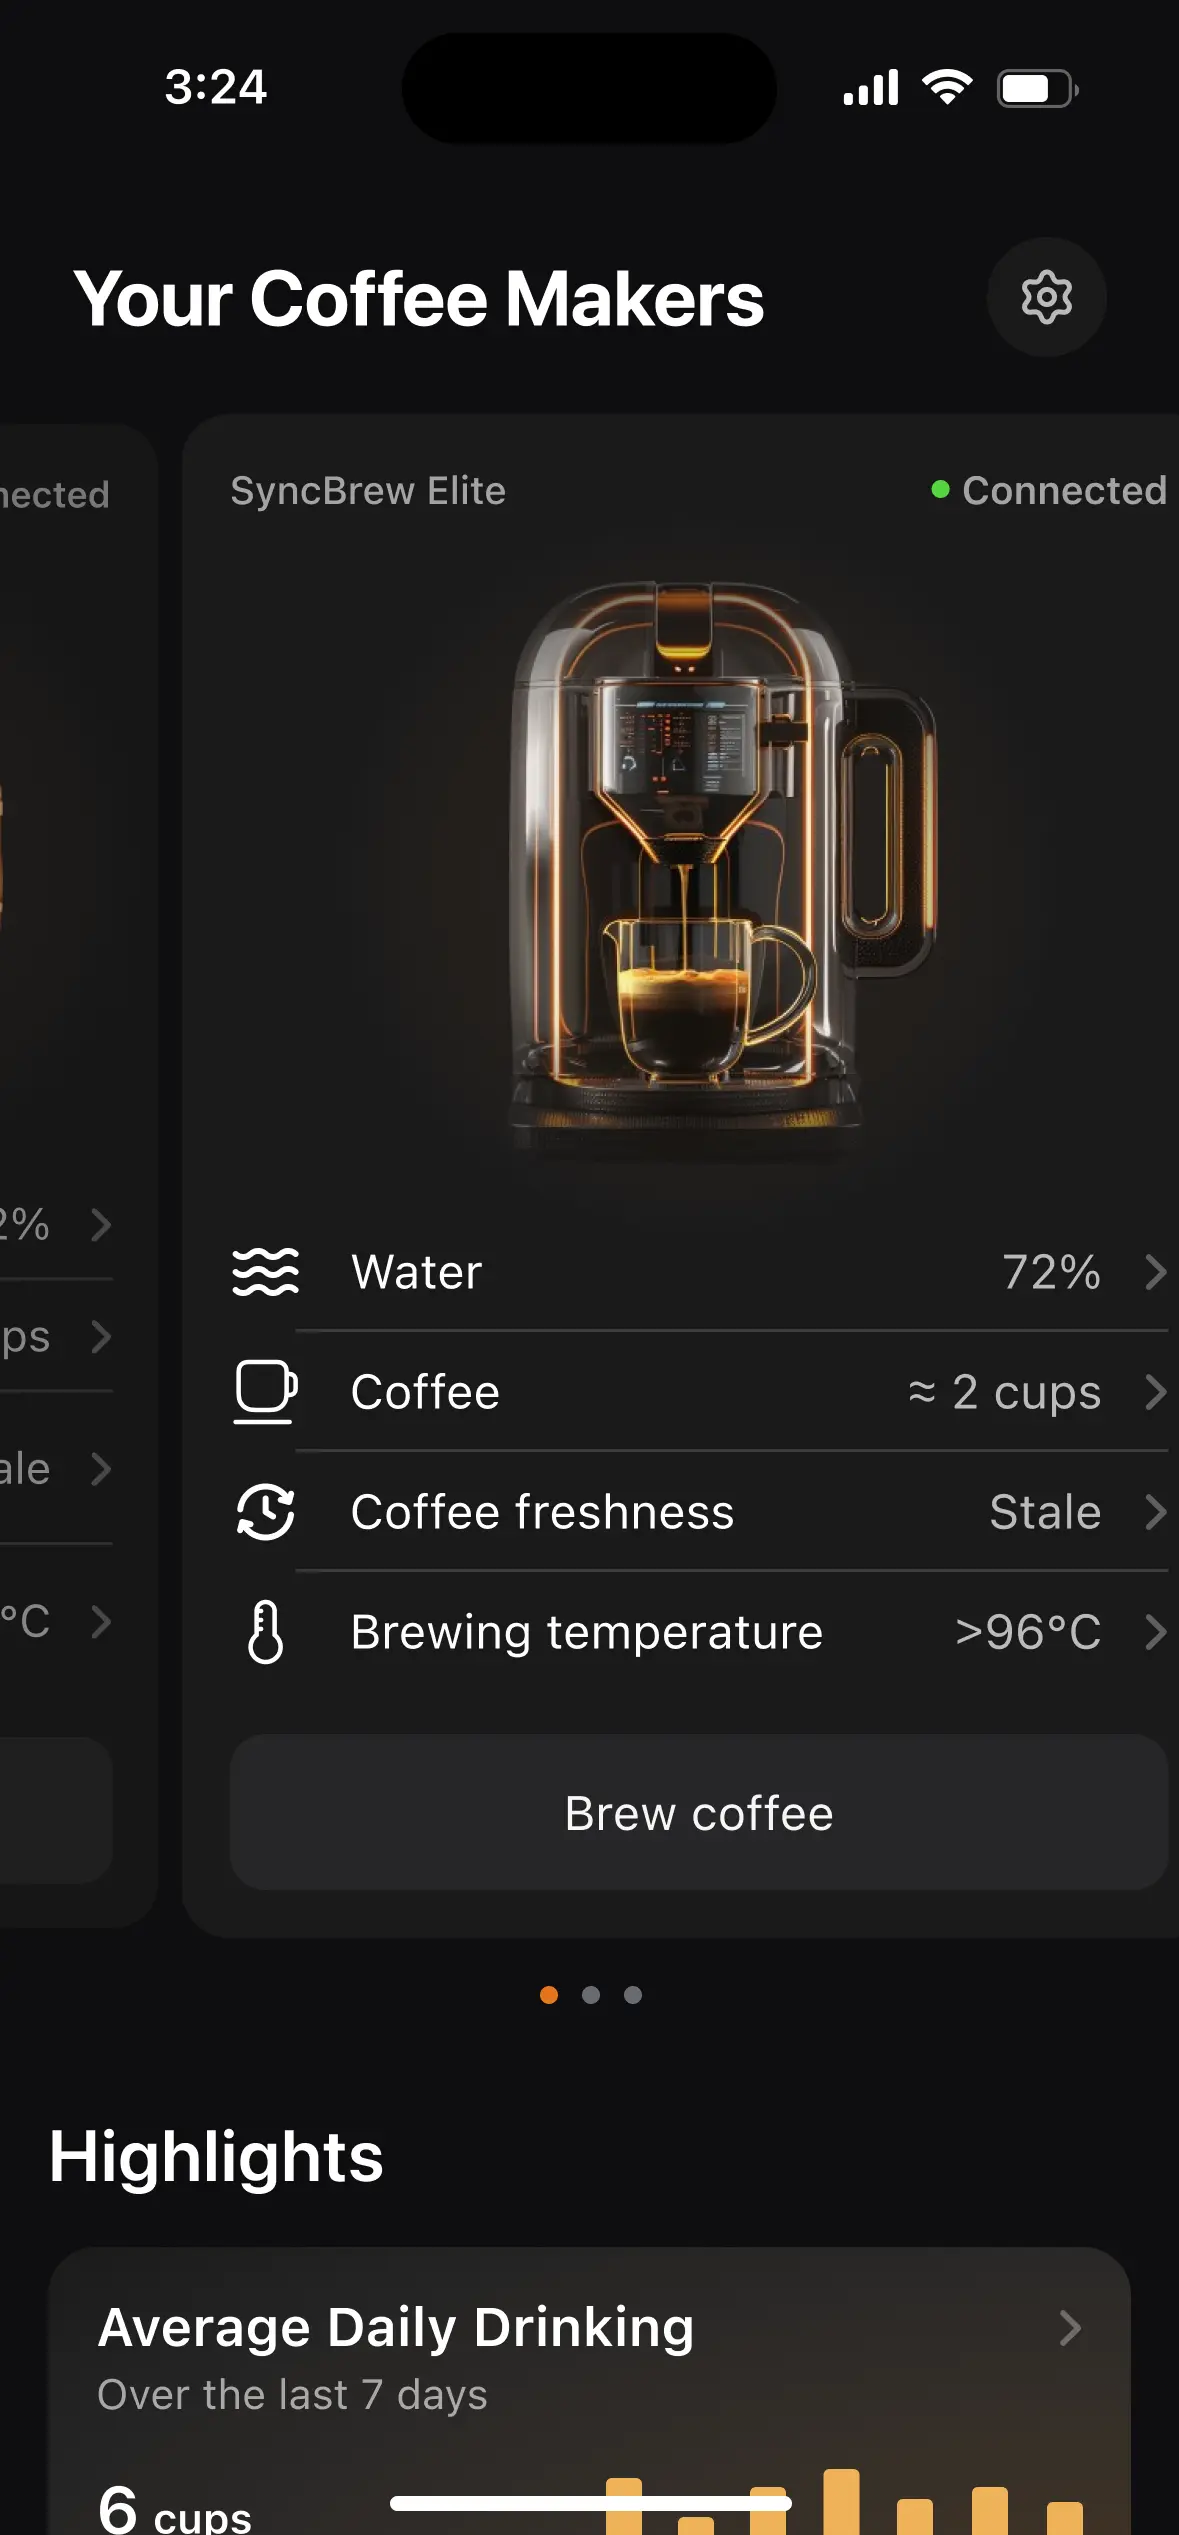 3:24
Your Coffee Makers
nected
SyncBrew Elite
Connected
2%
Water
72%
ps
Coffee
≈ 2 cups
ale
Coffee freshness
Stale
°C
Brewing temperature
>96°C
Brew coffee
Highlights
Average Daily Drinking
Over the last 7 days
6 cups